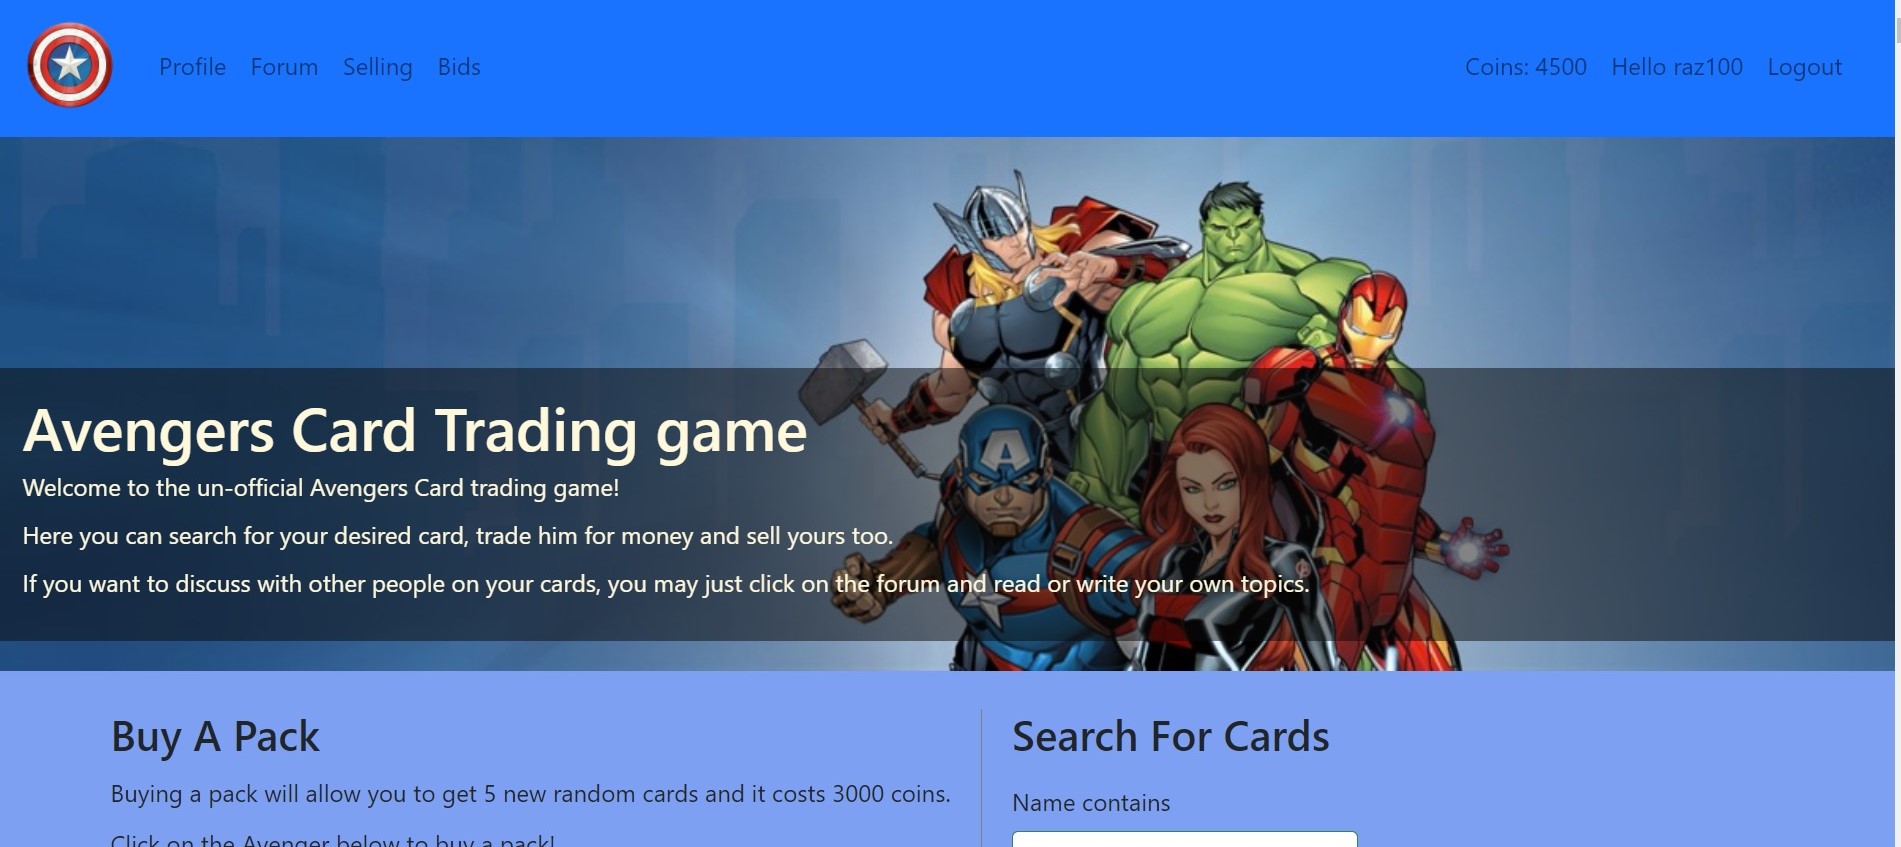 Profile Forum Selling Bids Coins: 4500 Hello raz100 Logout
Avengers Card Trading game
Welcome to the un-official Avengers Card trading game!
Here you can search for your desired card, trade him for money and sell yours too.
If you want to discuss with other people on your cards, you may just click on the forum and read or write your own topics.
Buy A Pack
Buying a pack will allow you to get 5 new random cards and it costs 3000 coins.
Click on the Avenger below to buy a pack!
Search For Cards
Name contains